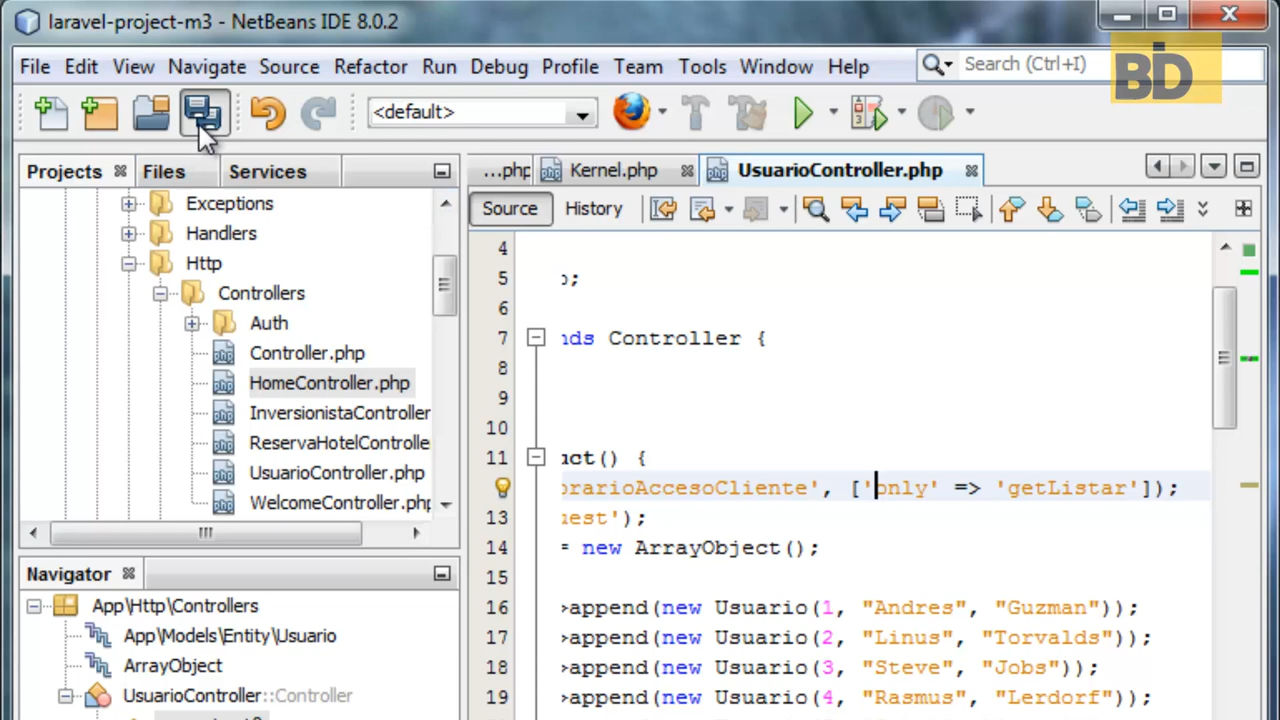 laravel-project-m3 - NetBeans IDE 8.0.2
BD
File Edit View Navigate Source Refactor Run Debug Profile Team Tools Window Help
Search (Ctrl+I)
<default>
Projects Files Services
...php Kernel.php UsuarioController.php
Source History
Exceptions
Handlers
Http
Controllers
Auth
Controller.php
HomeController.php
InversionistaController
ReservaHotelControlle
UsuarioController.php
WelcomeController.php
4
5 p;
6
7 nds Controller {
8
9
10
11 uct() {
orarioAccesoCliente', ['only' => 'getListar']);
13 uest');
14 = new ArrayObject();
15
16 >append(new Usuario(1, "Andres", "Guzman"));
17 >append(new Usuario(2, "Linus", "Torvalds"));
18 >append(new Usuario(3, "Steve", "Jobs"));
19 >append(new Usuario(4, "Rasmus", "Lerdorf"));
Navigator
App\Http\Controllers
App\Models\Entity\Usuario
ArrayObject
UsuarioController::Controller